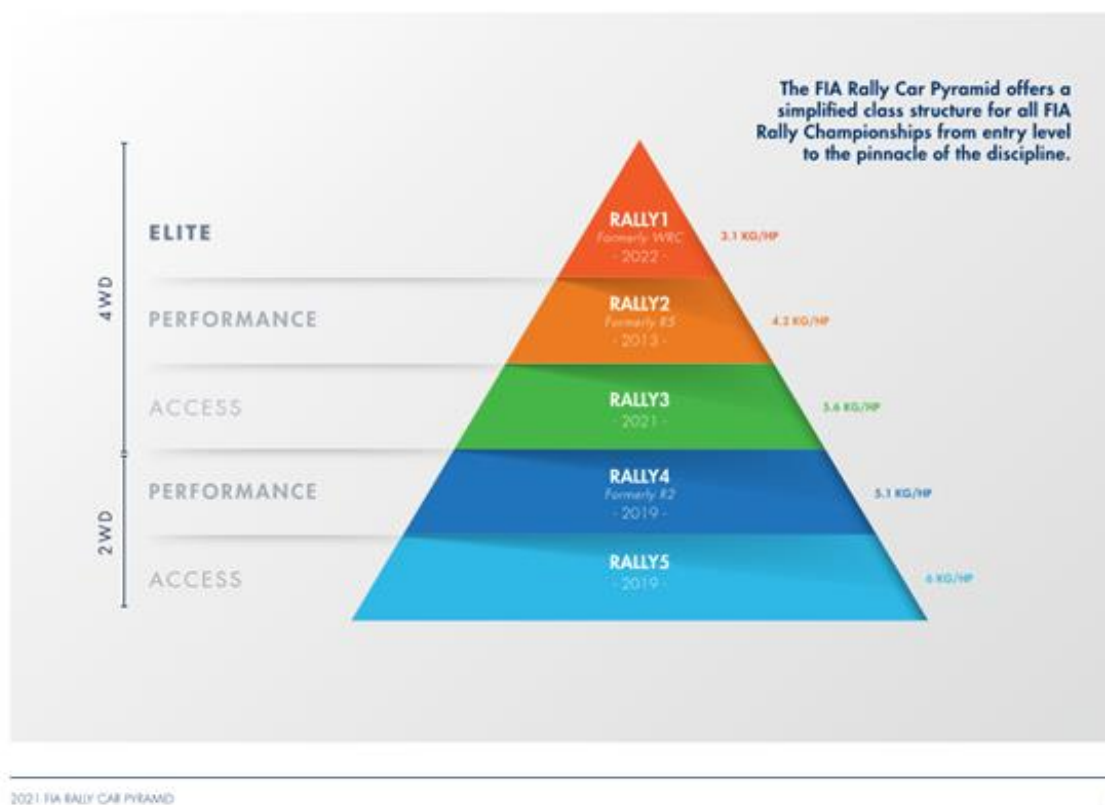 The FIA Rally Car Pyramid offers a
simplified class structure for all FIA
Rally Championships from entry level
to the pinnacle of the discipline.
4WD
ELITE
RALLY1
Formerly WRC
- 2022 -
3.1 KG/HP
PERFORMANCE
RALLY2
Formerly R5
- 2013 -
4.2 KG/HP
ACCESS
RALLY3
- 2021 -
5.6 KG/HP
2WD
PERFORMANCE
RALLY4
Formerly R2
- 2019 -
5.1 KG/HP
ACCESS
RALLY5
- 2019 -
6 KG/HP
2021 FIA RALLY CAR PYRAMID